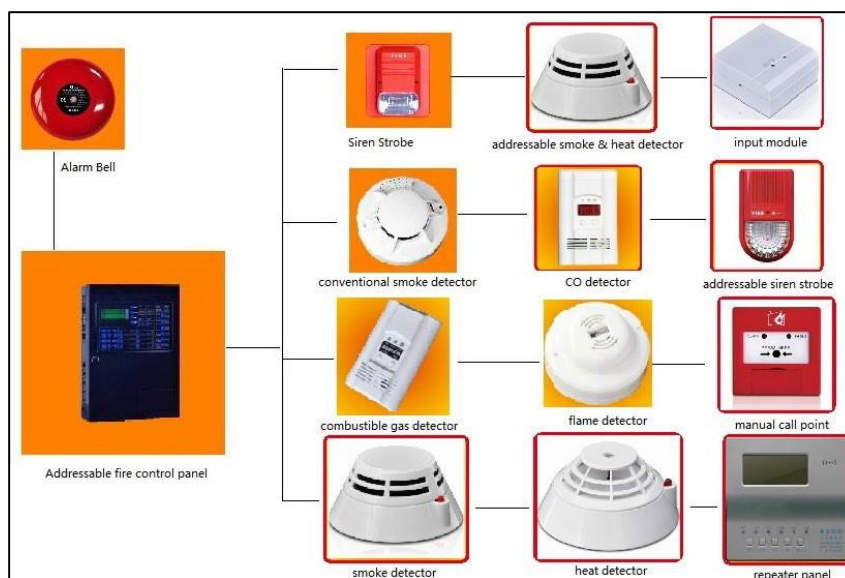 Alarm Bell
Siren Strobe
addressable smoke & heat detector
input module
conventional smoke detector
CO detector
addressable siren strobe
Addressable fire control panel
combustible gas detector
flame detector
manual call point
smoke detector
heat detector
repeater panel